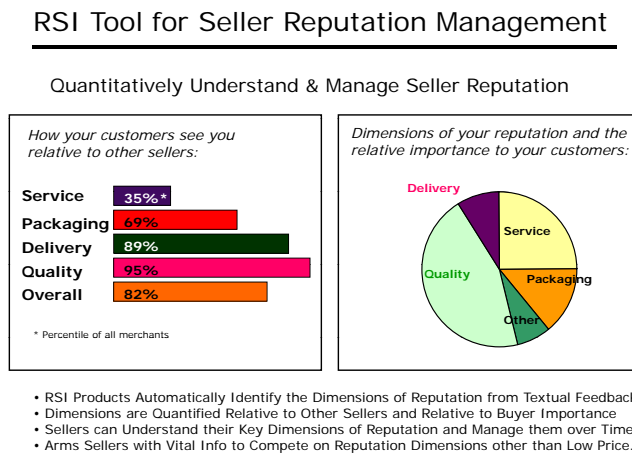 RSI Tool for Seller Reputation Management
Quantitatively Understand & Manage Seller Reputation
How your customers see you
relative to other sellers:
Service 35% *
Packaging 69%
Delivery 89%
Quality 95%
Overall 82%
* Percentile of all merchants
Dimensions of your reputation and the
relative importance to your customers:
Delivery
Service
Quality
Packaging
Other
• RSI Products Automatically Identify the Dimensions of Reputation from Textual Feedback
• Dimensions are Quantified Relative to Other Sellers and Relative to Buyer Importance
• Sellers can Understand their Key Dimensions of Reputation and Manage them over Time
• Arms Sellers with Vital Info to Compete on Reputation Dimensions other than Low Price.